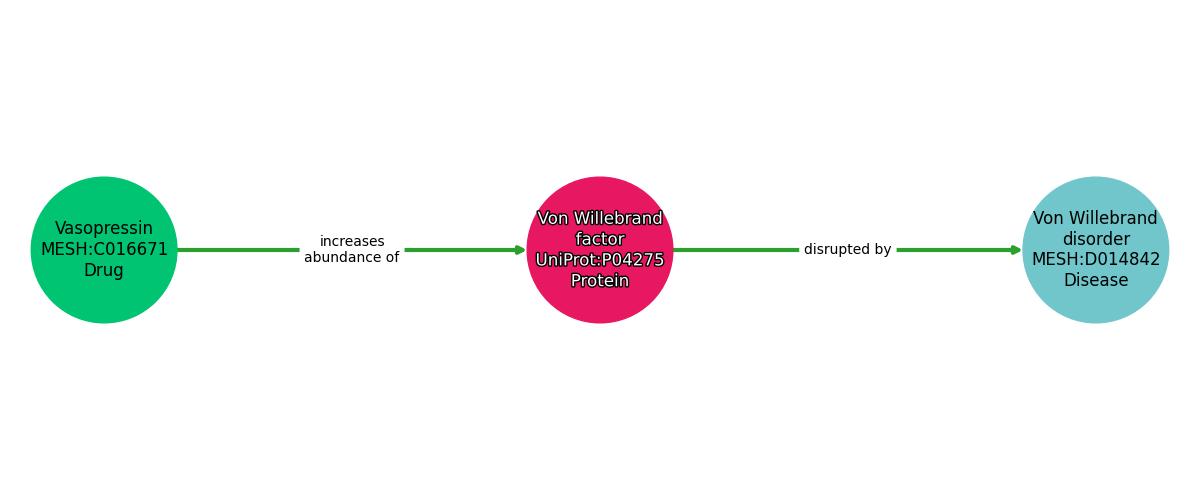 Vasopressin
MESH:C016671
Drug
increases
abundance of
Von Willebrand
factor
UniProt:P04275
Protein
disrupted by
Von Willebrand
disorder
MESH:D014842
Disease